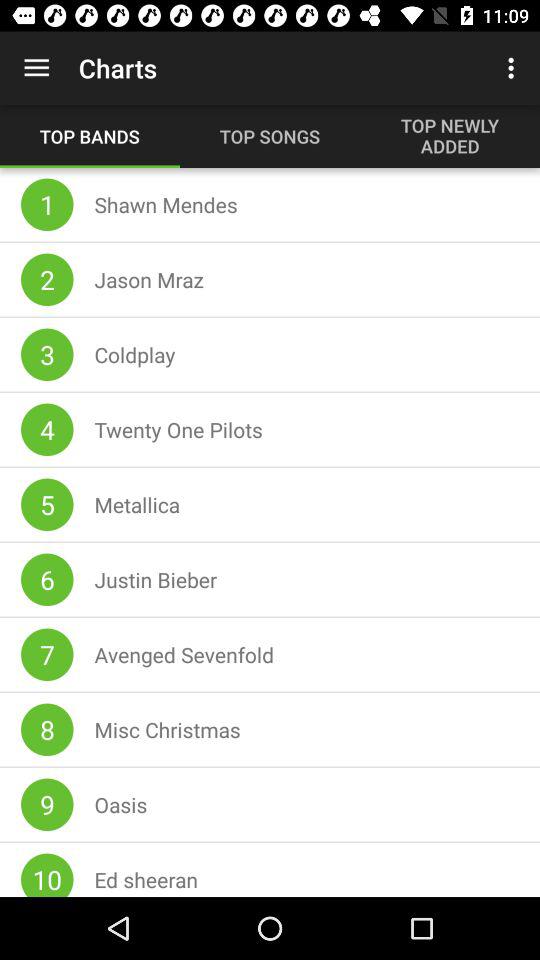 11:09
Charts
TOP BANDS
TOP SONGS
TOP NEWLY
ADDED
1 Shawn Mendes
2 Jason Mraz
3 Coldplay
4 Twenty One Pilots
5 Metallica
6 Justin Bieber
7 Avenged Sevenfold
8 Misc Christmas
9 Oasis
10 Ed sheeran